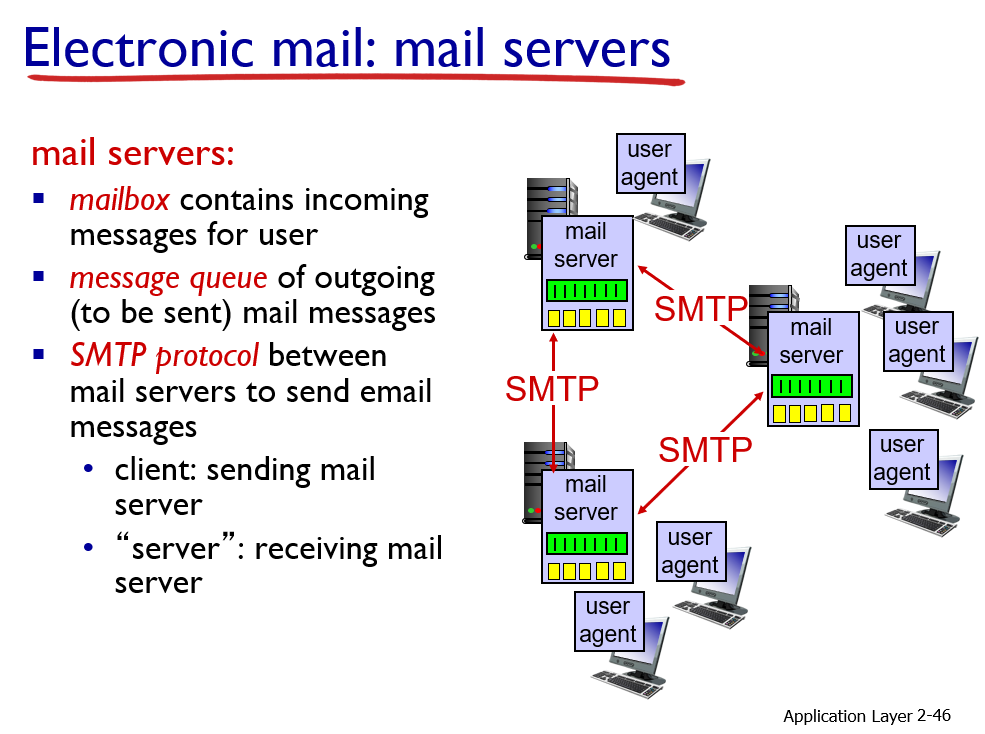 Electronic mail: mail servers
mail servers:
▪ mailbox contains incoming
messages for user
▪ message queue of outgoing
(to be sent) mail messages
▪ SMTP protocol between
mail servers to send email
messages
• client: sending mail
server
• “server”: receiving mail
server
user
agent
mail
server
user
agent
SMTP
mail
server
user
agent
SMTP
SMTP
user
agent
mail
server
user
agent
user
agent
Application Layer 2-46